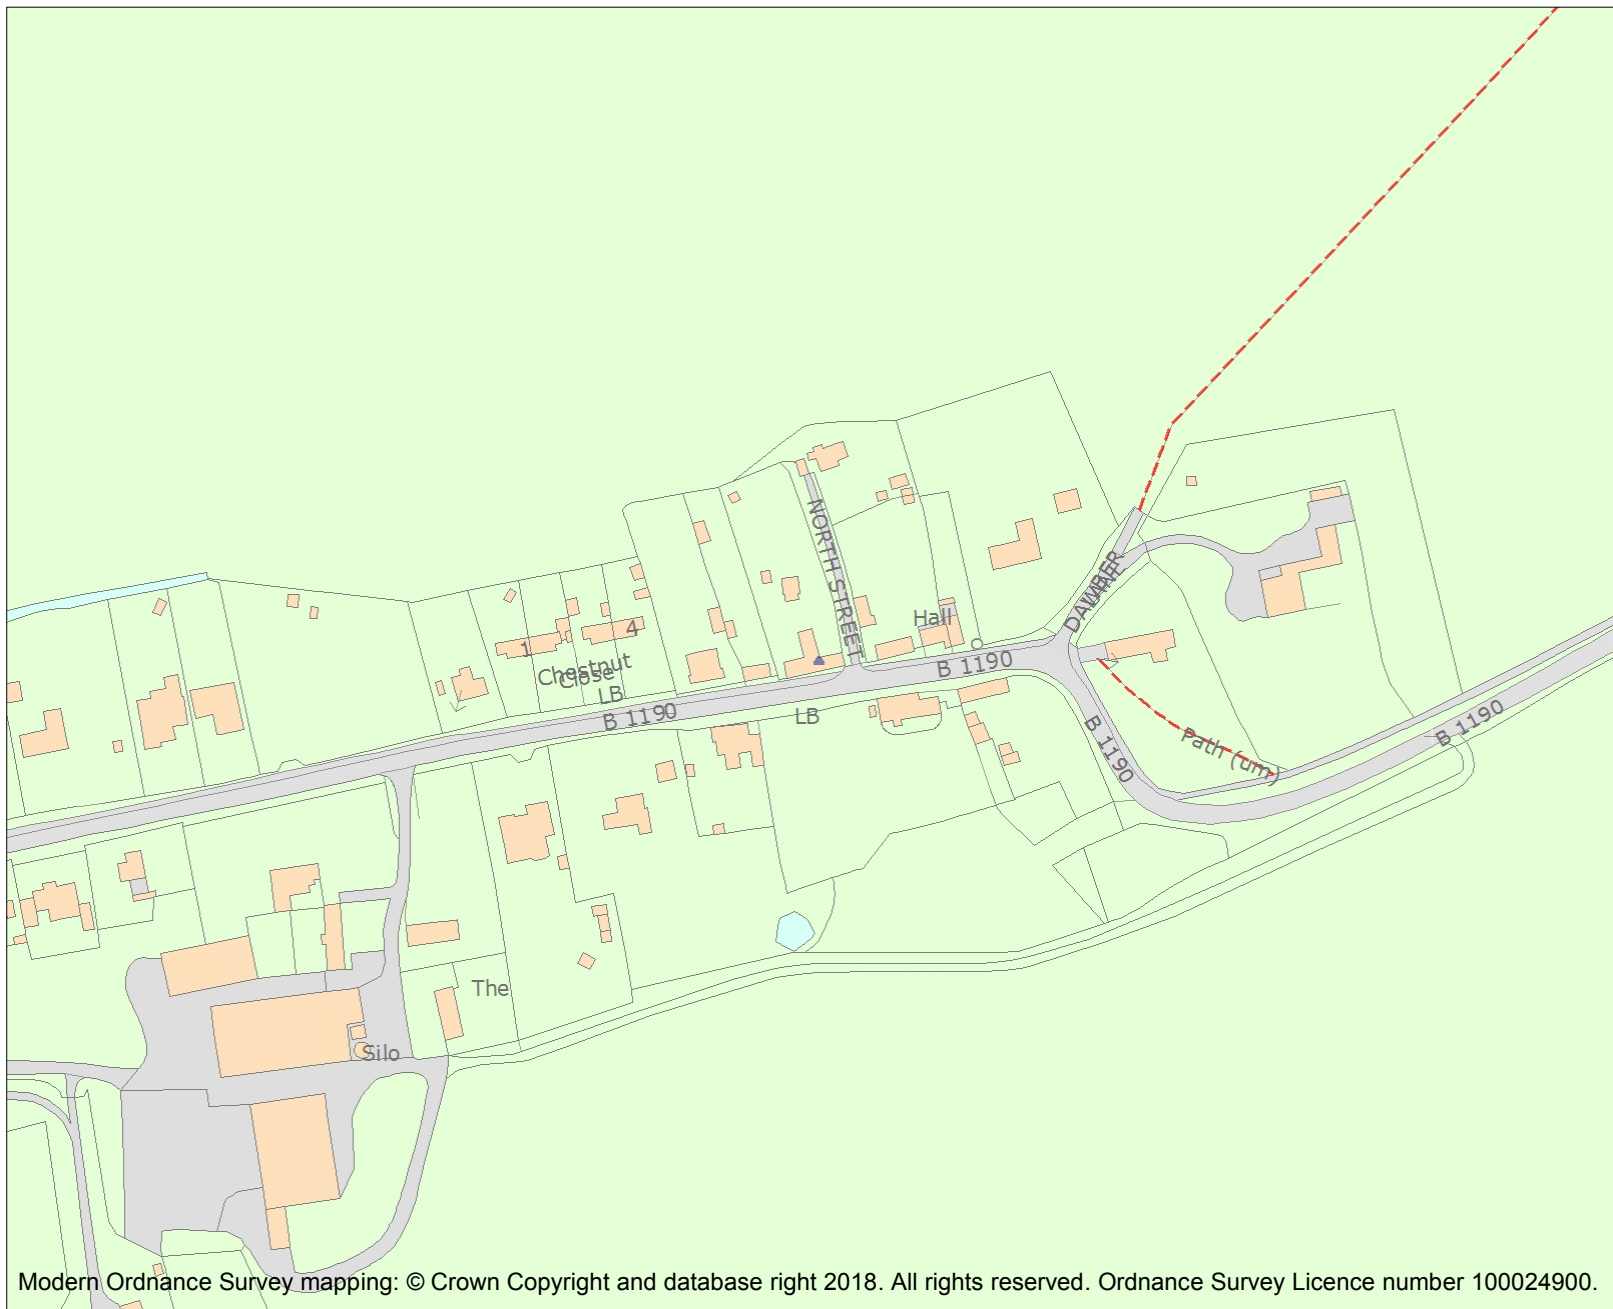 NORTH STREET
DAWBER
LANE
Hall
4
1
Chestnut
Close
LB
B 1190
B 1190
LB
B 1190
Path (um)
B 1190
The
Silo
Modern Ordnance Survey mapping: © Crown Copyright and database right 2018. All rights reserved. Ordnance Survey Licence number 100024900.